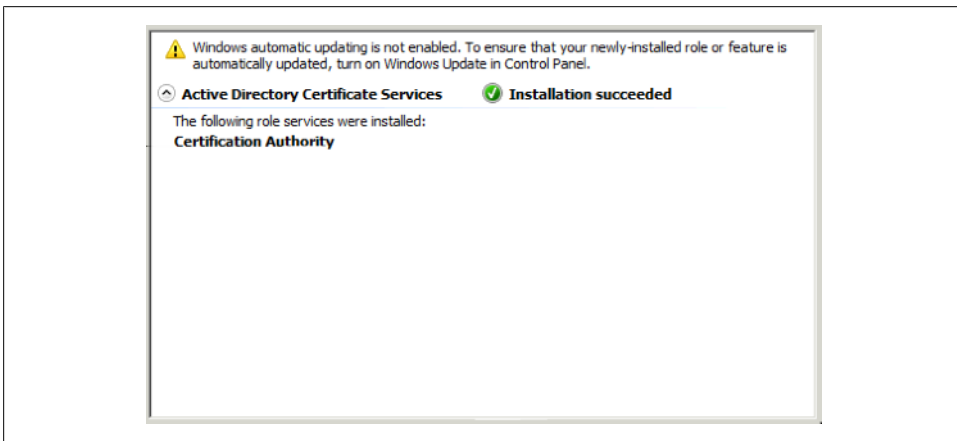 Windows automatic updating is not enabled. To ensure that your newly-installed role or feature is
automatically updated, turn on Windows Update in Control Panel.
Active Directory Certificate Services Installation succeeded
The following role services were installed:
Certification Authority